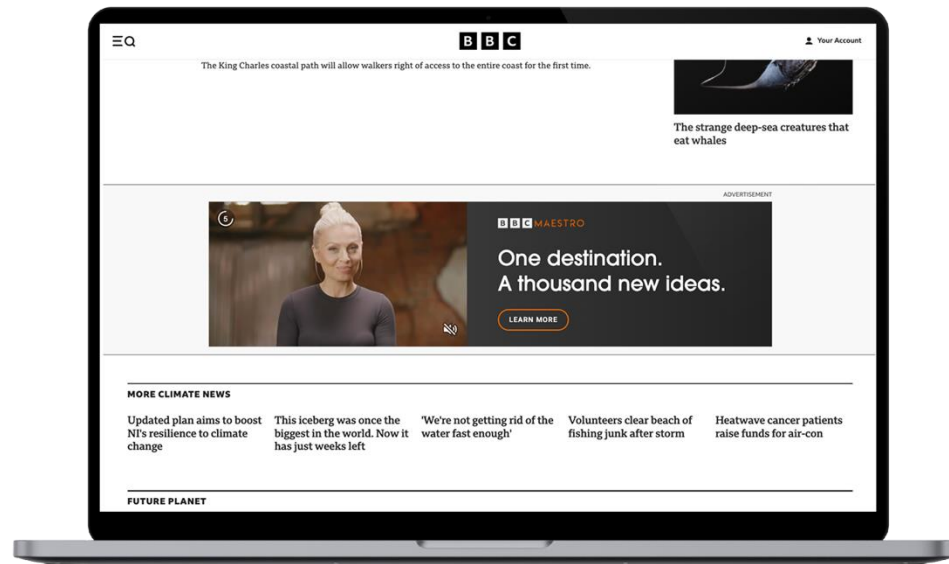 BBC
Your Account
The King Charles coastal path will allow walkers right of access to the entire coast for the first time.
The strange deep-sea creatures that
eat whales
ADVERTISEMENT
5
BBC MAESTRO
One destination.
A thousand new ideas.
LEARN MORE
MORE CLIMATE NEWS
Updated plan aims to boost
NI's resilience to climate
change
This iceberg was once the
biggest in the world. Now it
has just weeks left
'We're not getting rid of the
water fast enough'
Volunteers clear beach of
fishing junk after storm
Heatwave cancer patients
raise funds for air-con
FUTURE PLANET